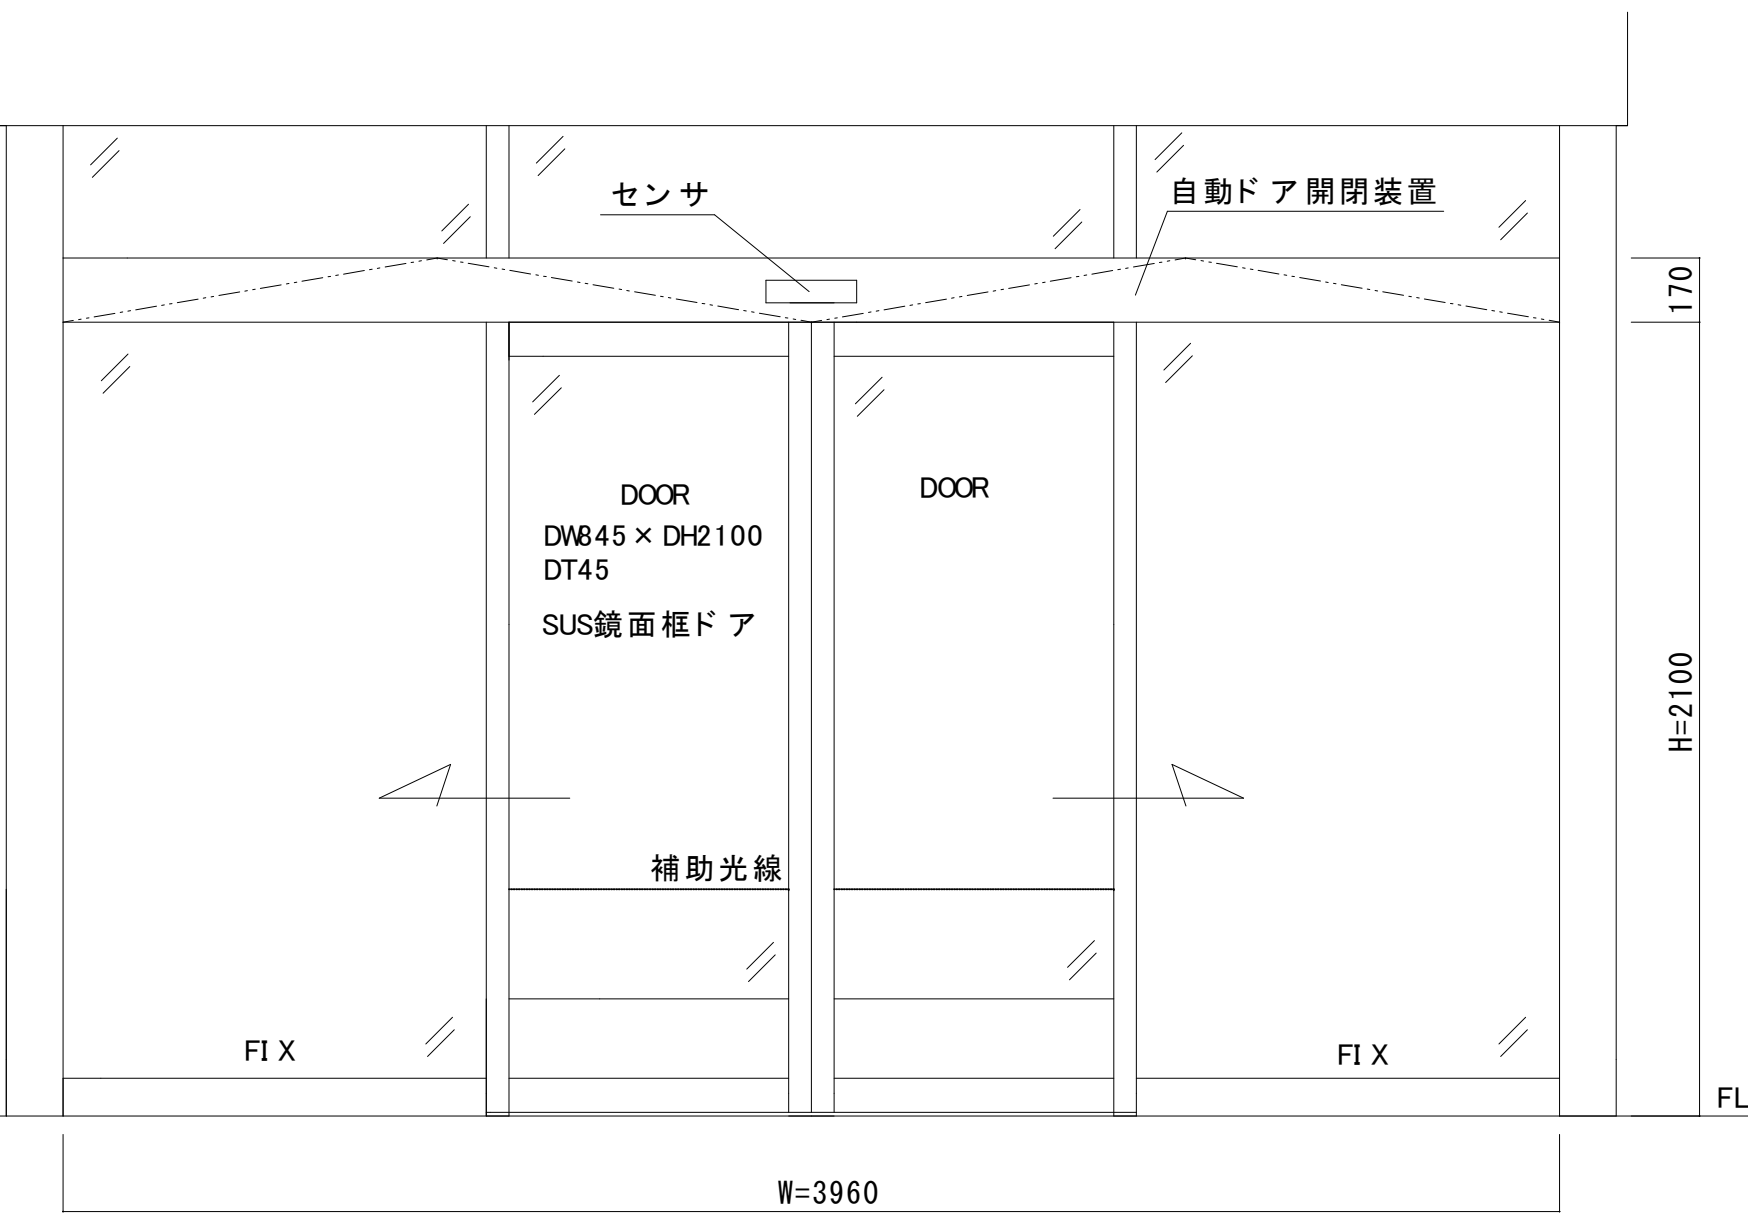 センサ
自動ドア開閉装置
170
DOOR
DOOR
DW845×DH2100
DT45
SUS鏡面框ドア
H=2100
補助光線
FIX
FIX
FL
W=3960